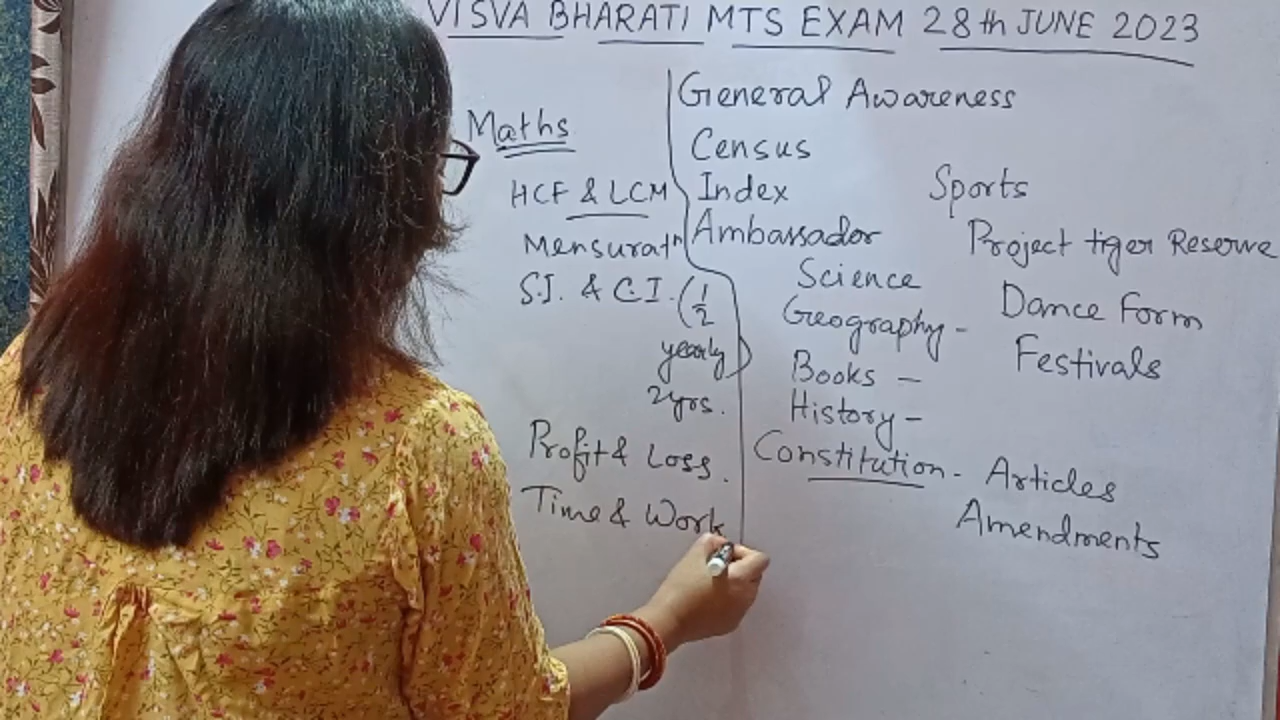 VISVA BHARATI MTS EXAM 28th JUNE 2023
Maths
HCF & LCM
Mensuratn
S.I. & C.I. (1/2
yearly)
2yrs.
Profit & Loss.
Time & Work
General Awareness
Census
Index
Ambassador
Science
Geography -
Books -
History -
Constitution - Articles
Amendments
Sports
Project tiger Reserve
Dance Form
Festivals